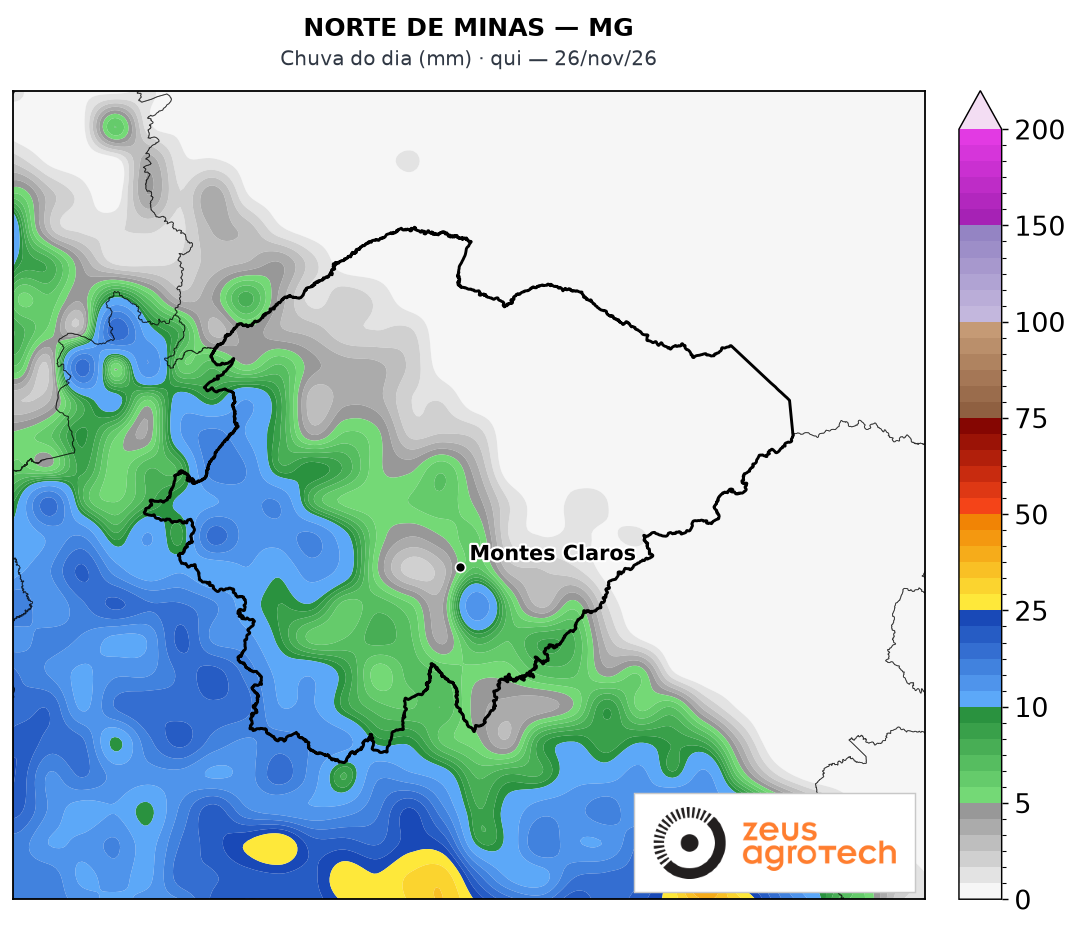 NORTE DE MINAS — MG
Chuva do dia (mm) · qui — 26/nov/26
200
150
100
75
50
25
10
5
0
Montes Claros
zeus
agrotech